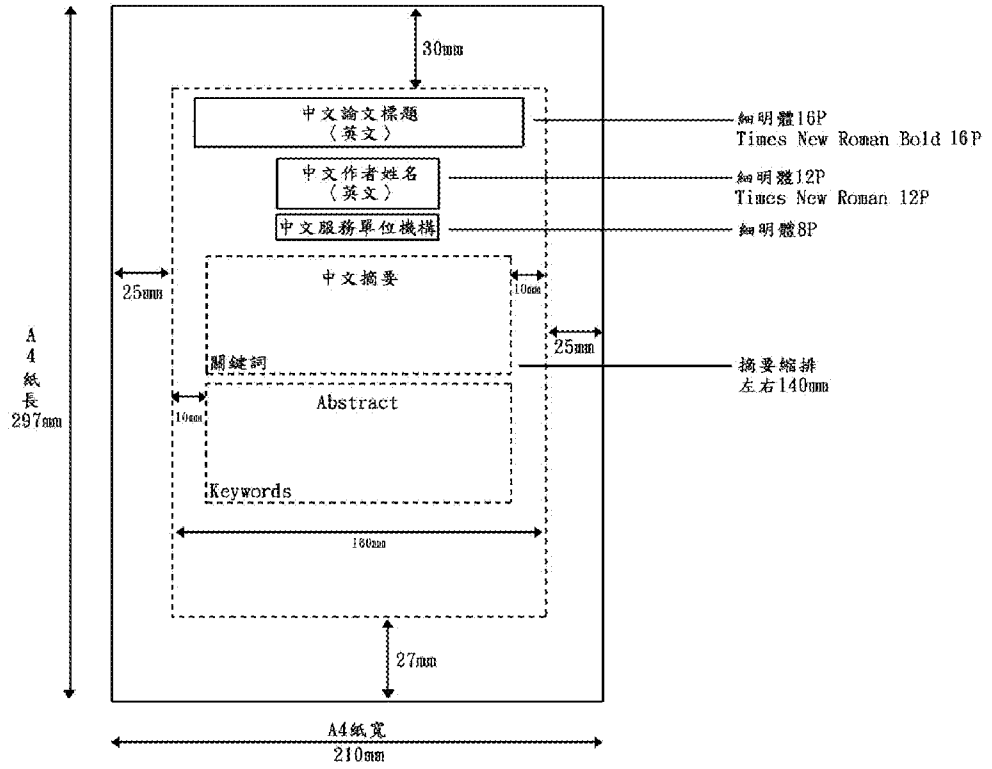 30mm
中文論文標題
（英文）
細明體16P
Times New Roman Bold 16P
中文作者姓名
（英文）
細明體12P
Times New Roman 12P
中文服務單位機構
細明體8P
中文摘要
25mm
10mm
25mm
關鍵詞
摘要縮排
左右140mm
A
4
紙
長
297mm
10mm
Abstract
Keywords
160mm
27mm
A4紙寬
210mm